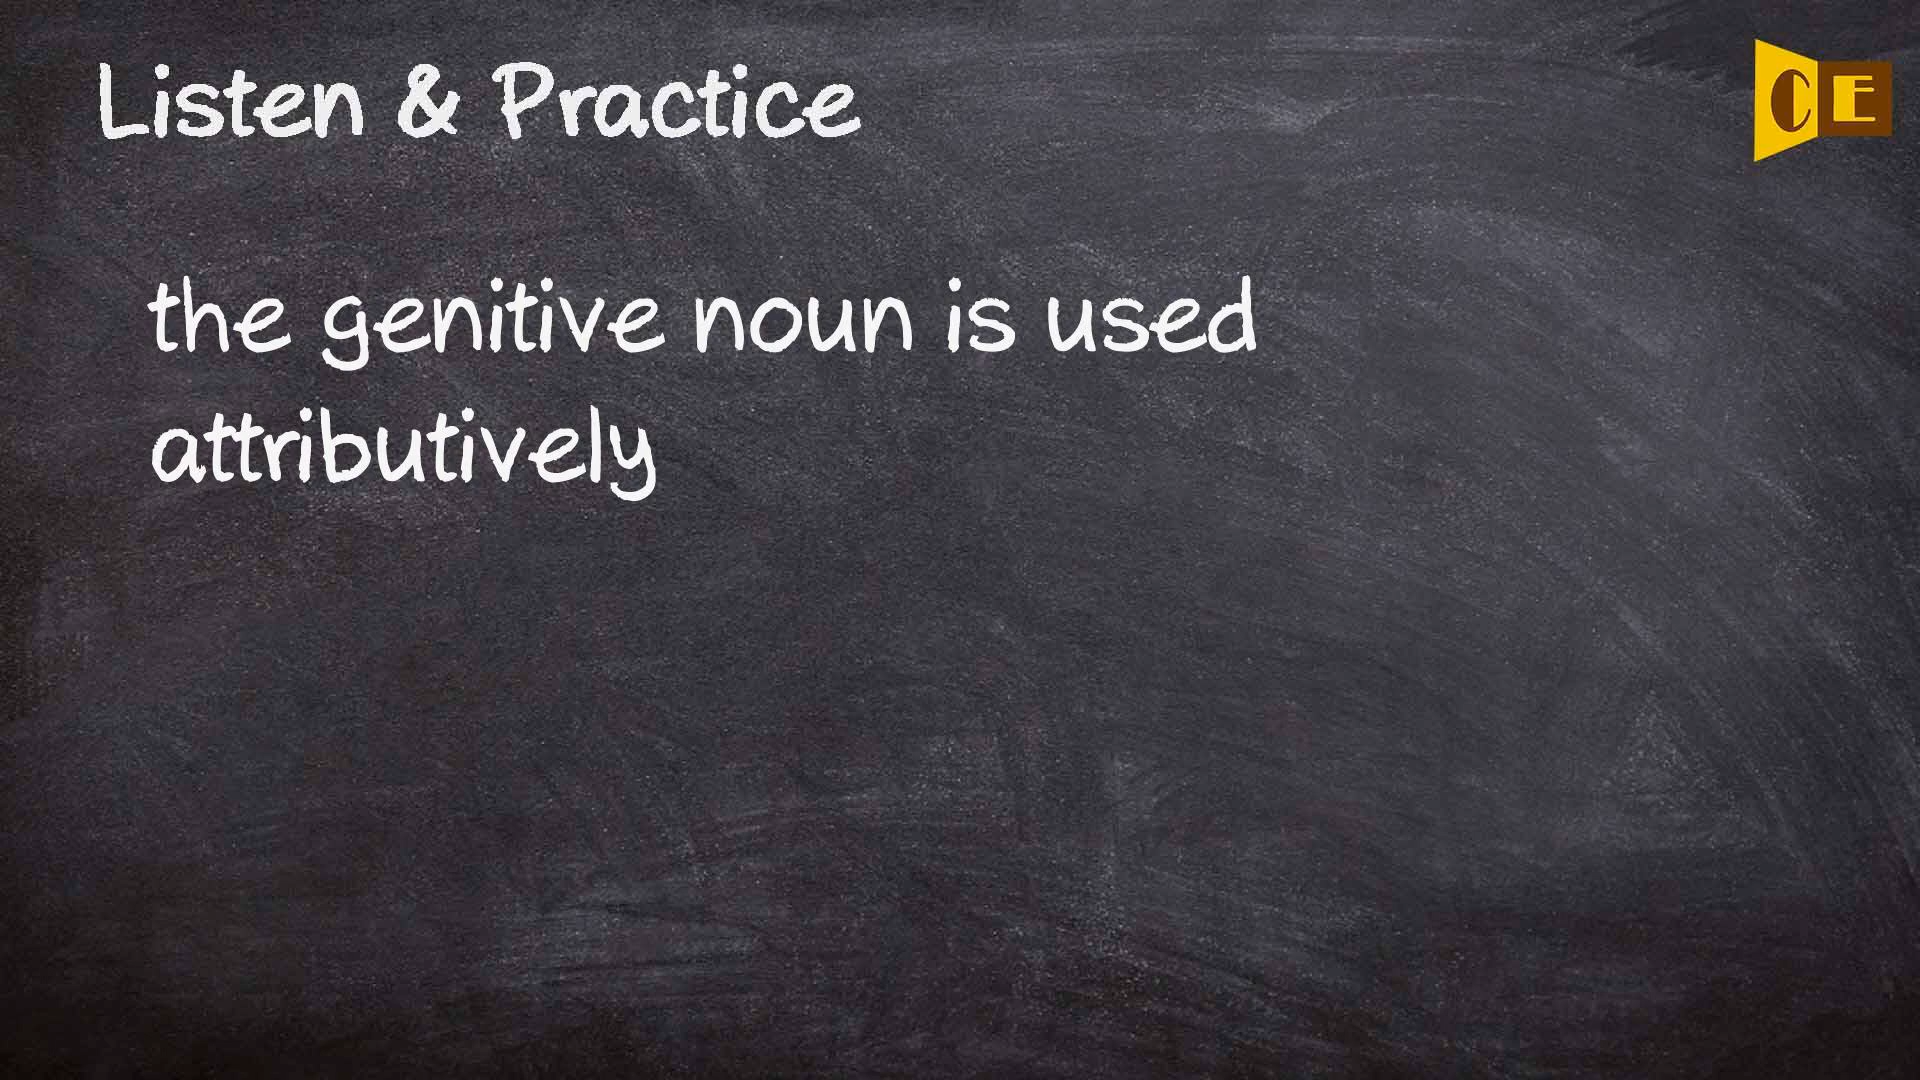 Listen & Practice
CE
the genitive noun is used
attributively